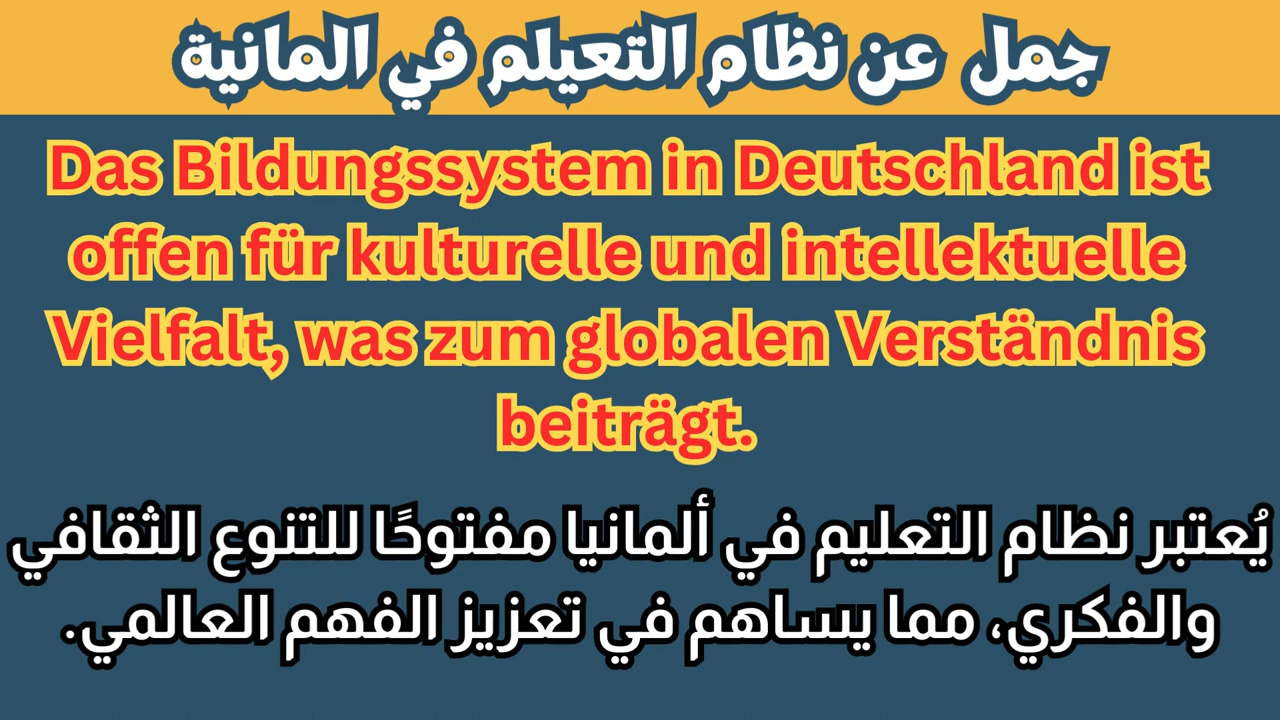 جمل عن نظام التعيلم في المانية
Das Bildungssystem in Deutschland ist
offen für kulturelle und intellektuelle
Vielfalt, was zum globalen Verständnis
beiträgt.
يُعتبر نظام التعليم في ألمانيا مفتوحًا للتنوع الثقافي
والفكري، مما يساهم في تعزيز الفهم العالمي.